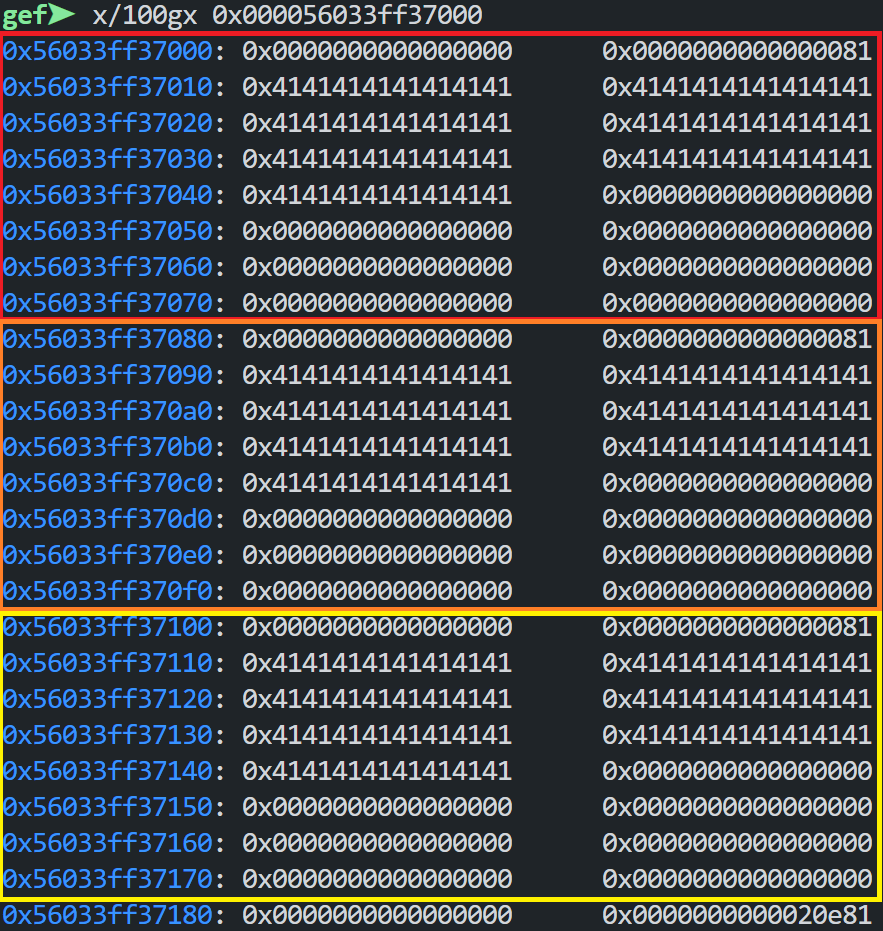 gef➤ x/100gx 0x000056033ff37000
0x56033ff37000: 0x0000000000000000 0x0000000000000081
0x56033ff37010: 0x4141414141414141 0x4141414141414141
0x56033ff37020: 0x4141414141414141 0x4141414141414141
0x56033ff37030: 0x4141414141414141 0x4141414141414141
0x56033ff37040: 0x4141414141414141 0x0000000000000000
0x56033ff37050: 0x0000000000000000 0x0000000000000000
0x56033ff37060: 0x0000000000000000 0x0000000000000000
0x56033ff37070: 0x0000000000000000 0x0000000000000000
0x56033ff37080: 0x0000000000000000 0x0000000000000081
0x56033ff37090: 0x4141414141414141 0x4141414141414141
0x56033ff370a0: 0x4141414141414141 0x4141414141414141
0x56033ff370b0: 0x4141414141414141 0x4141414141414141
0x56033ff370c0: 0x4141414141414141 0x0000000000000000
0x56033ff370d0: 0x0000000000000000 0x0000000000000000
0x56033ff370e0: 0x0000000000000000 0x0000000000000000
0x56033ff370f0: 0x0000000000000000 0x0000000000000000
0x56033ff37100: 0x0000000000000000 0x0000000000000081
0x56033ff37110: 0x4141414141414141 0x4141414141414141
0x56033ff37120: 0x4141414141414141 0x4141414141414141
0x56033ff37130: 0x4141414141414141 0x4141414141414141
0x56033ff37140: 0x4141414141414141 0x0000000000000000
0x56033ff37150: 0x0000000000000000 0x0000000000000000
0x56033ff37160: 0x0000000000000000 0x0000000000000000
0x56033ff37170: 0x0000000000000000 0x0000000000000000
0x56033ff37180: 0x0000000000000000 0x0000000000020e81